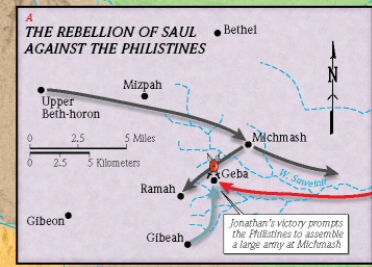 A
THE REBELLION OF SAUL
AGAINST THE PHILISTINES
Bethel
N
Mizpah
Upper
Beth-horon
0 2.5 5 Miles
0 2.5 5 Kilometers
Michmash
Geba
W. Suweinit
Ramah
Gibeon
Gibeah
Jonathan's victory prompts
the Philistines to assemble
a large army at Michmash